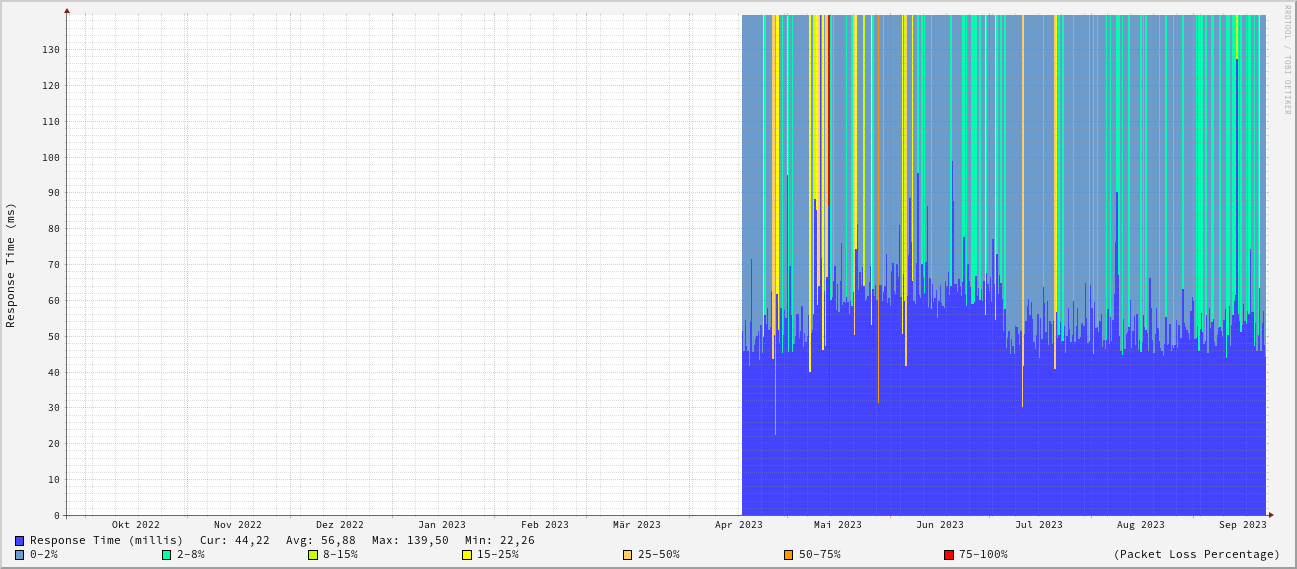 RRDTOOL / TOBI OETIKER
Response Time (ms)
130
120
110
100
90
80
70
60
50
40
30
20
10
0
Okt 2022 Nov 2022 Dez 2022 Jan 2023 Feb 2023 Mär 2023 Apr 2023 Mai 2023 Jun 2023 Jul 2023 Aug 2023 Sep 2023
Response Time (millis) Cur: 44,22 Avg: 56,88 Max: 139,50 Min: 22,26
0-2% 2-8% 8-15% 15-25% 25-50% 50-75% 75-100% (Packet Loss Percentage)